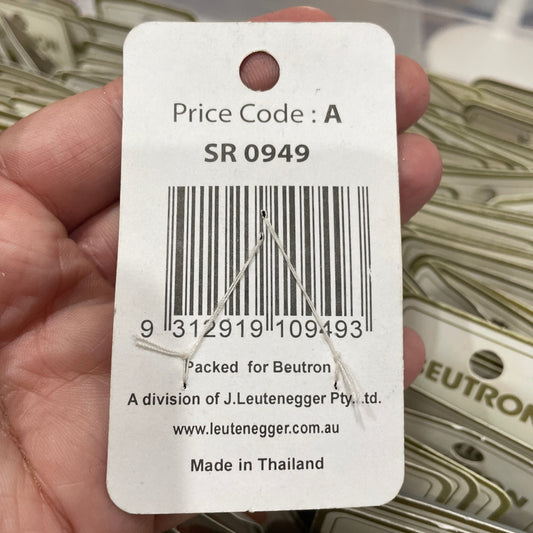 Price Code : A
SR 0949
9 312919 109493
Packed for Beutron
A division of J.Leutenegger Pty. Ltd.
www.leutenegger.com.au
Made in Thailand
BEUTRON